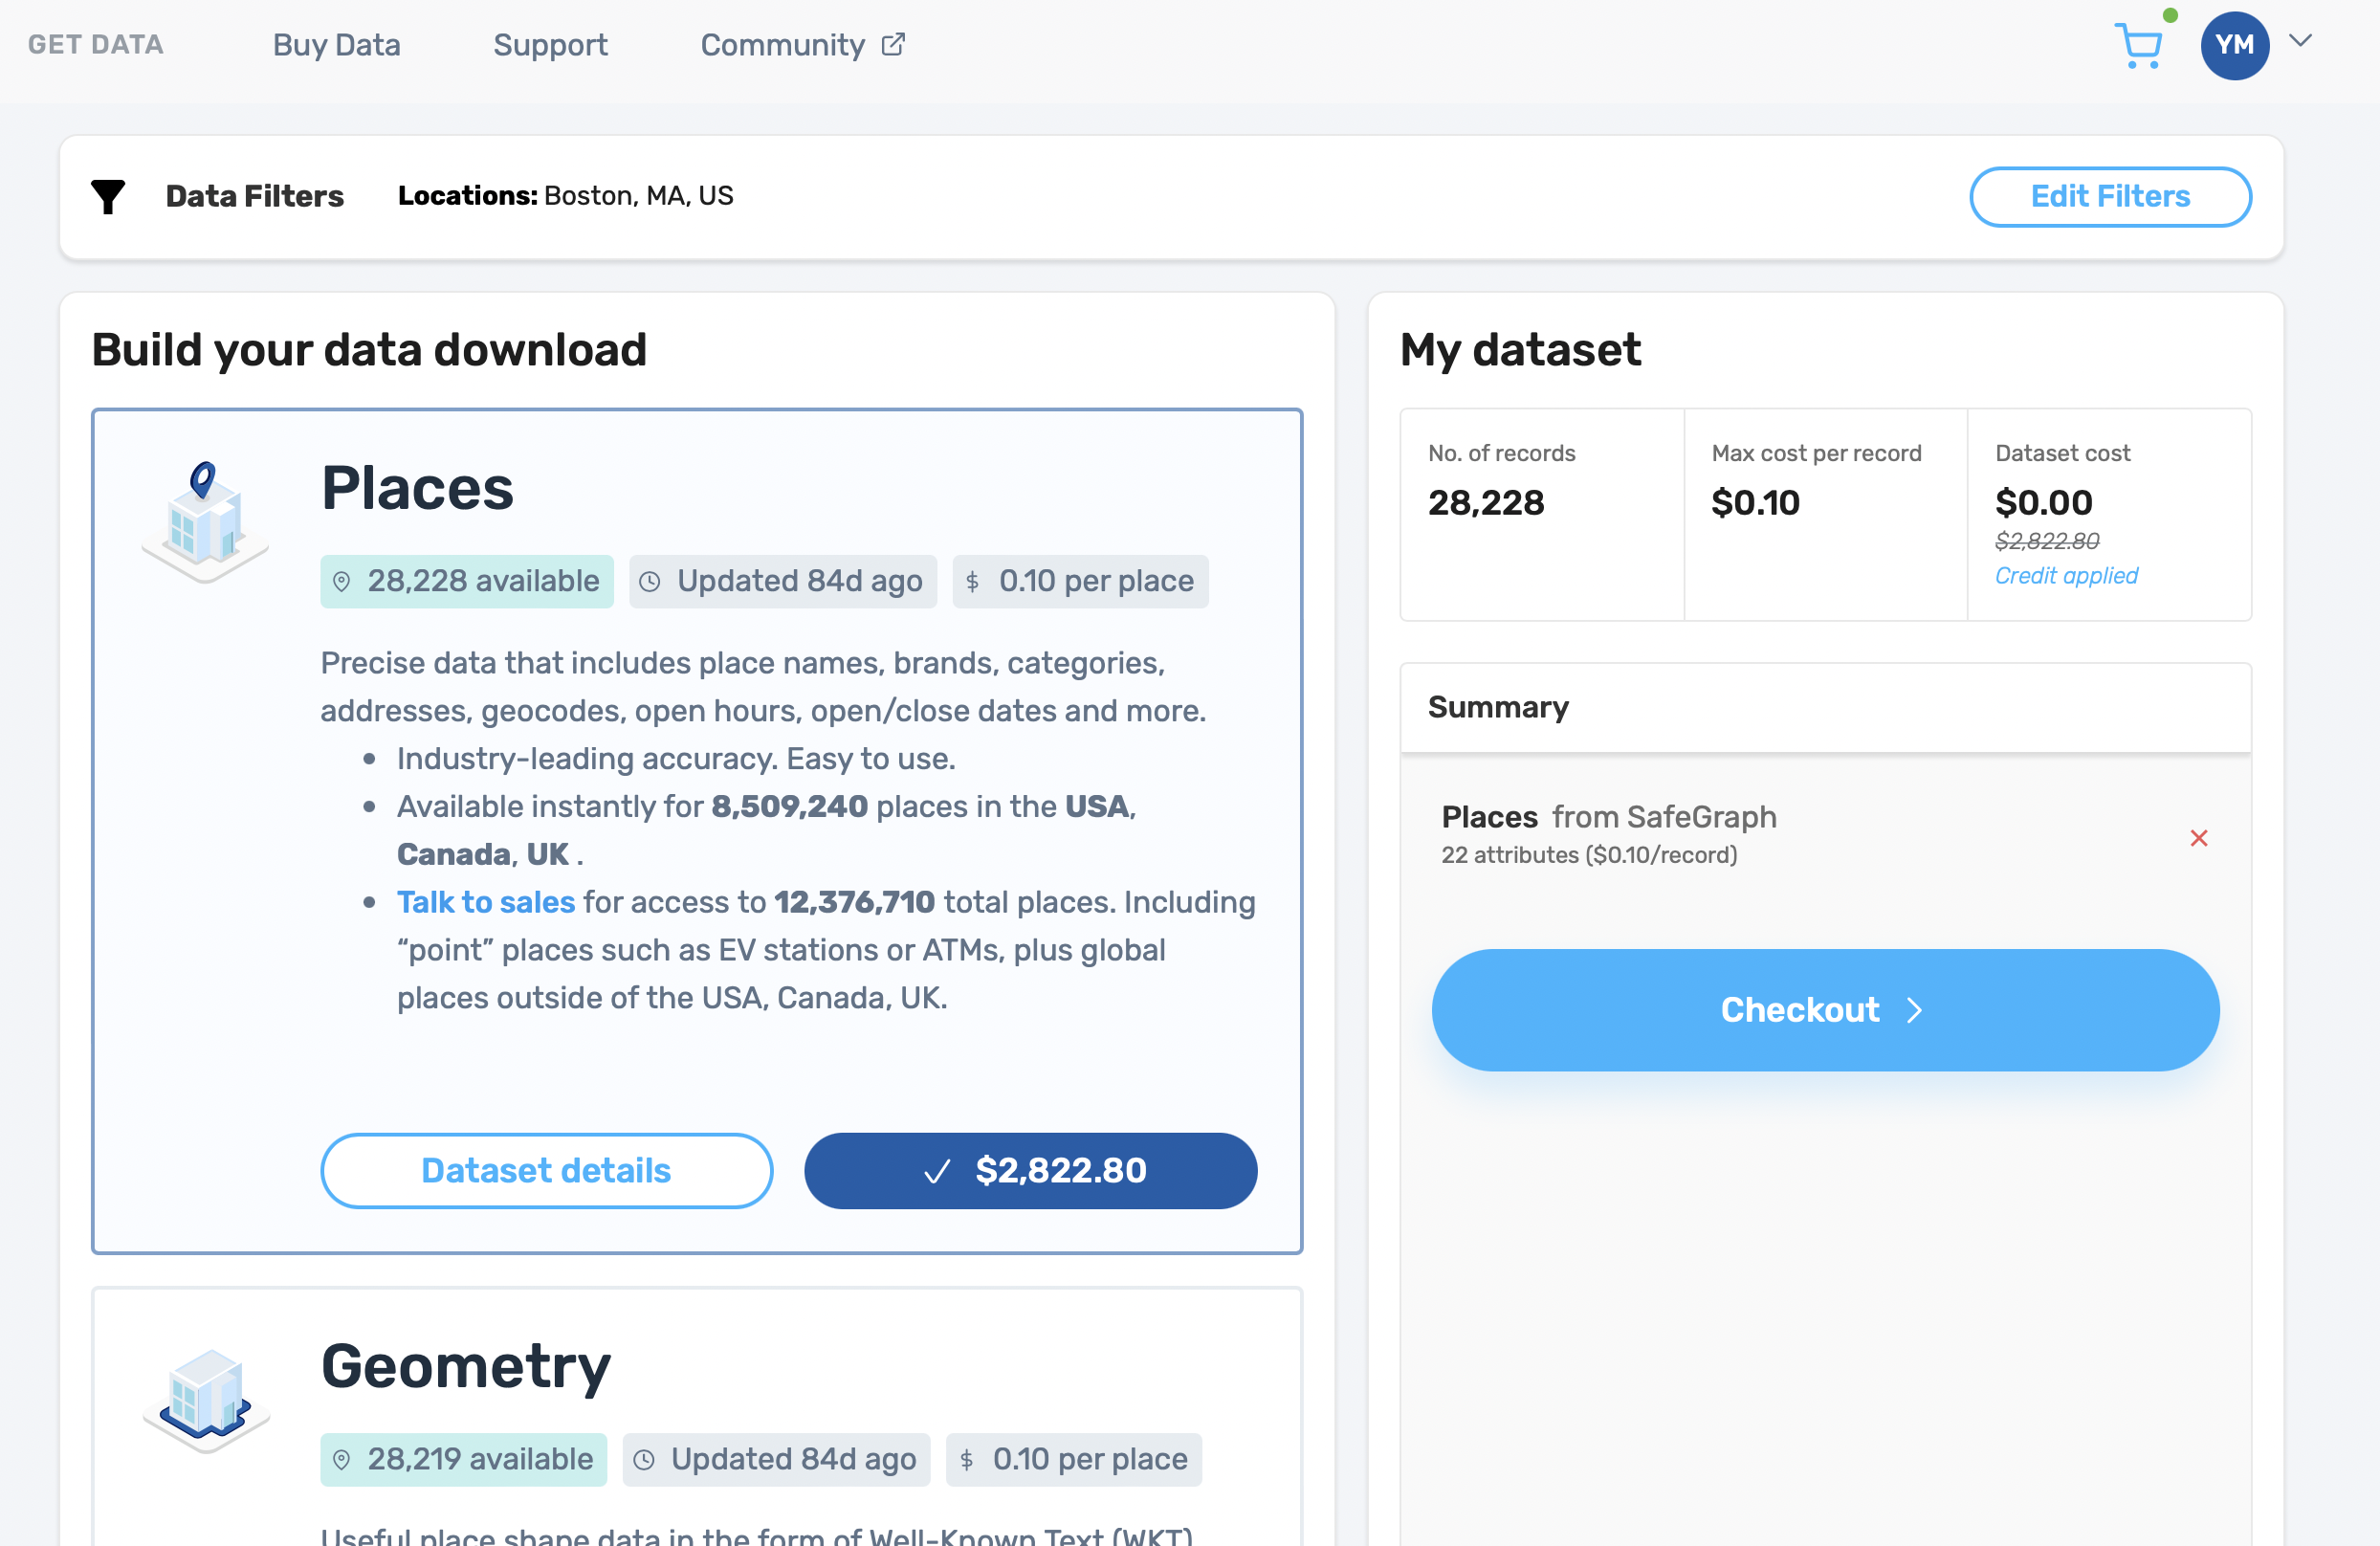 GET DATA
Buy Data
Support
Community
YM
Data Filters
Locations: Boston, MA, US
Edit Filters
Build your data download
Places
28,228 available
Updated 84d ago
$ 0.10 per place
Precise data that includes place names, brands, categories,
addresses, geocodes, open hours, open/close dates and more.
• Industry-leading accuracy. Easy to use.
• Available instantly for 8,509,240 places in the USA,
Canada, UK .
• Talk to sales for access to 12,376,710 total places. Including
“point” places such as EV stations or ATMs, plus global
places outside of the USA, Canada, UK.
Dataset details
$2,822.80
Geometry
28,219 available
Updated 84d ago
$ 0.10 per place
Useful place shape data in the form of Well-Known Text (WKT)
My dataset
No. of records
28,228
Max cost per record
$0.10
Dataset cost
$0.00
$2,822.80
Credit applied
Summary
Places from SafeGraph
22 attributes ($0.10/record)
Checkout